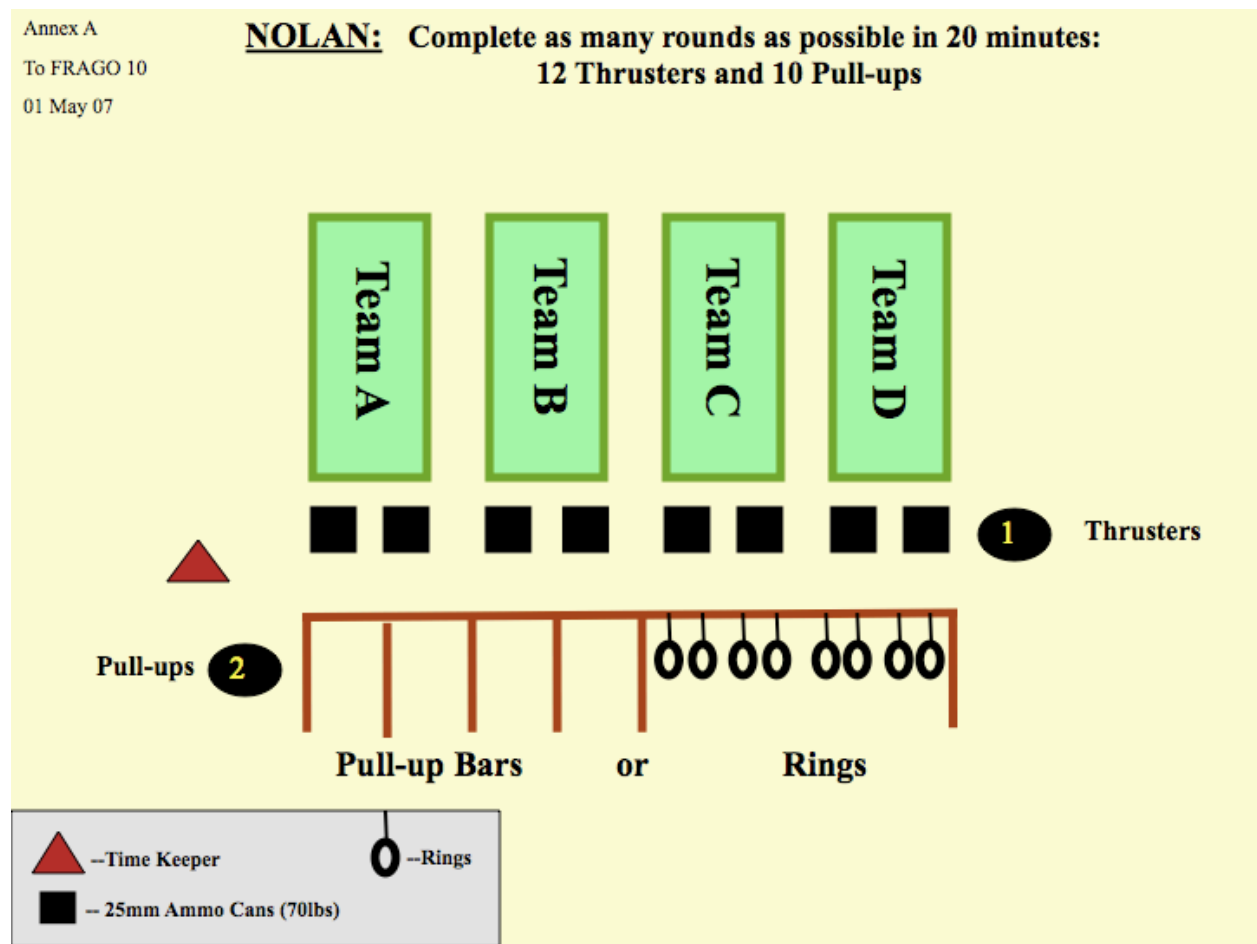 Annex A
To FRAGO 10
01 May 07
NOLAN: Complete as many rounds as possible in 20 minutes:
12 Thrusters and 10 Pull-ups
Team A
Team B
Team C
Team D
1 Thrusters
Pull-ups 2
Pull-up Bars or Rings
--Time Keeper
--Rings
-- 25mm Ammo Cans (70lbs)